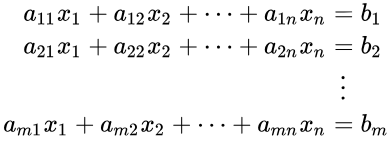 a₁₁x₁ + a₁₂x₂ + ⋯ + a₁ₙxₙ = b₁
a₂₁x₁ + a₂₂x₂ + ⋯ + a₂ₙxₙ = b₂
⋮
aₘ₁x₁ + aₘ₂x₂ + ⋯ + aₘₙxₙ = bₘ